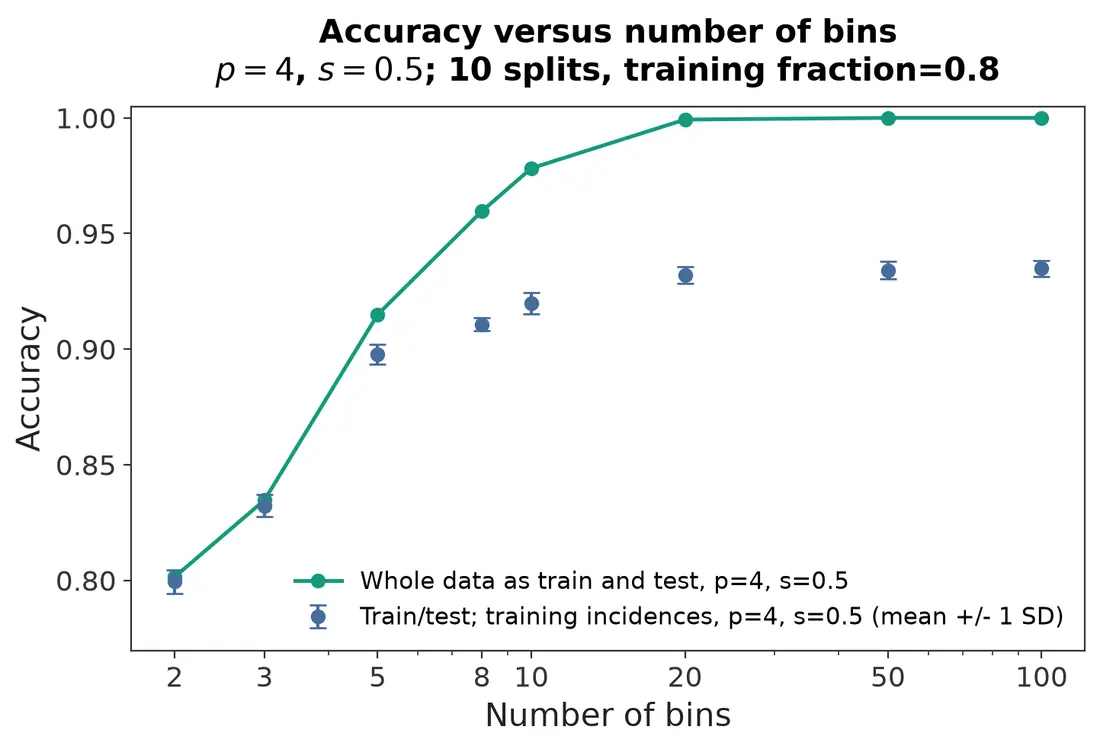 Accuracy versus number of bins
p = 4, s = 0.5; 10 splits, training fraction=0.8
1.00
0.95
0.90
0.85
0.80
Accuracy
Whole data as train and test, p=4, s=0.5
Train/test; training incidences, p=4, s=0.5 (mean +/- 1 SD)
2 3 5 8 10 20 50 100
Number of bins